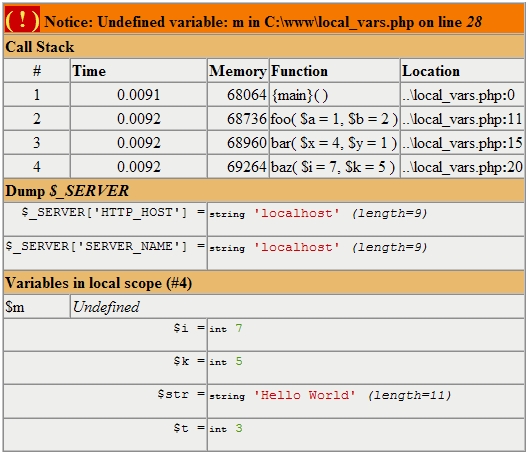 ( ! ) Notice: Undefined variable: m in C:\www\local_vars.php on line 28
Call Stack
# Time Memory Function Location
1 0.0091 68064 {main}( ) ..\local_vars.php:0
2 0.0092 68736 foo( $a = 1, $b = 2 ) ..\local_vars.php:11
3 0.0092 68960 bar( $x = 4, $y = 1 ) ..\local_vars.php:15
4 0.0092 69264 baz( $i = 7, $k = 5 ) ..\local_vars.php:20
Dump $_SERVER
$_SERVER['HTTP_HOST'] = string 'localhost' (length=9)
$_SERVER['SERVER_NAME'] = string 'localhost' (length=9)
Variables in local scope (#4)
$m Undefined
$i = int 7
$k = int 5
$str = string 'Hello World' (length=11)
$t = int 3